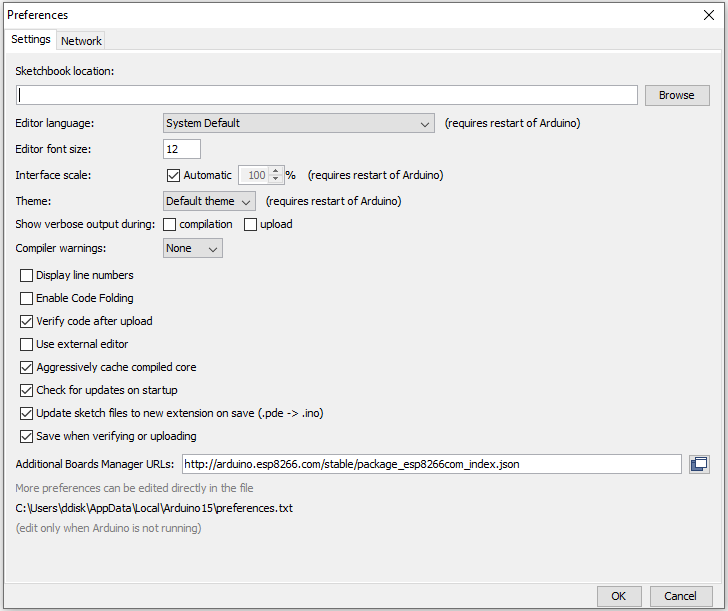 Preferences
Settings Network
Sketchbook location:
Browse
Editor language: System Default (requires restart of Arduino)
Editor font size: 12
Interface scale: Automatic 100 % (requires restart of Arduino)
Theme: Default theme (requires restart of Arduino)
Show verbose output during: compilation upload
Compiler warnings: None
Display line numbers
Enable Code Folding
Verify code after upload
Use external editor
Aggressively cache compiled core
Check for updates on startup
Update sketch files to new extension on save (.pde -> .ino)
Save when verifying or uploading
Additional Boards Manager URLs: http://arduino.esp8266.com/stable/package_esp8266com_index.json
More preferences can be edited directly in the file
C:\Users\ddisk\AppData\Local\Arduino15\preferences.txt
(edit only when Arduino is not running)
OK Cancel